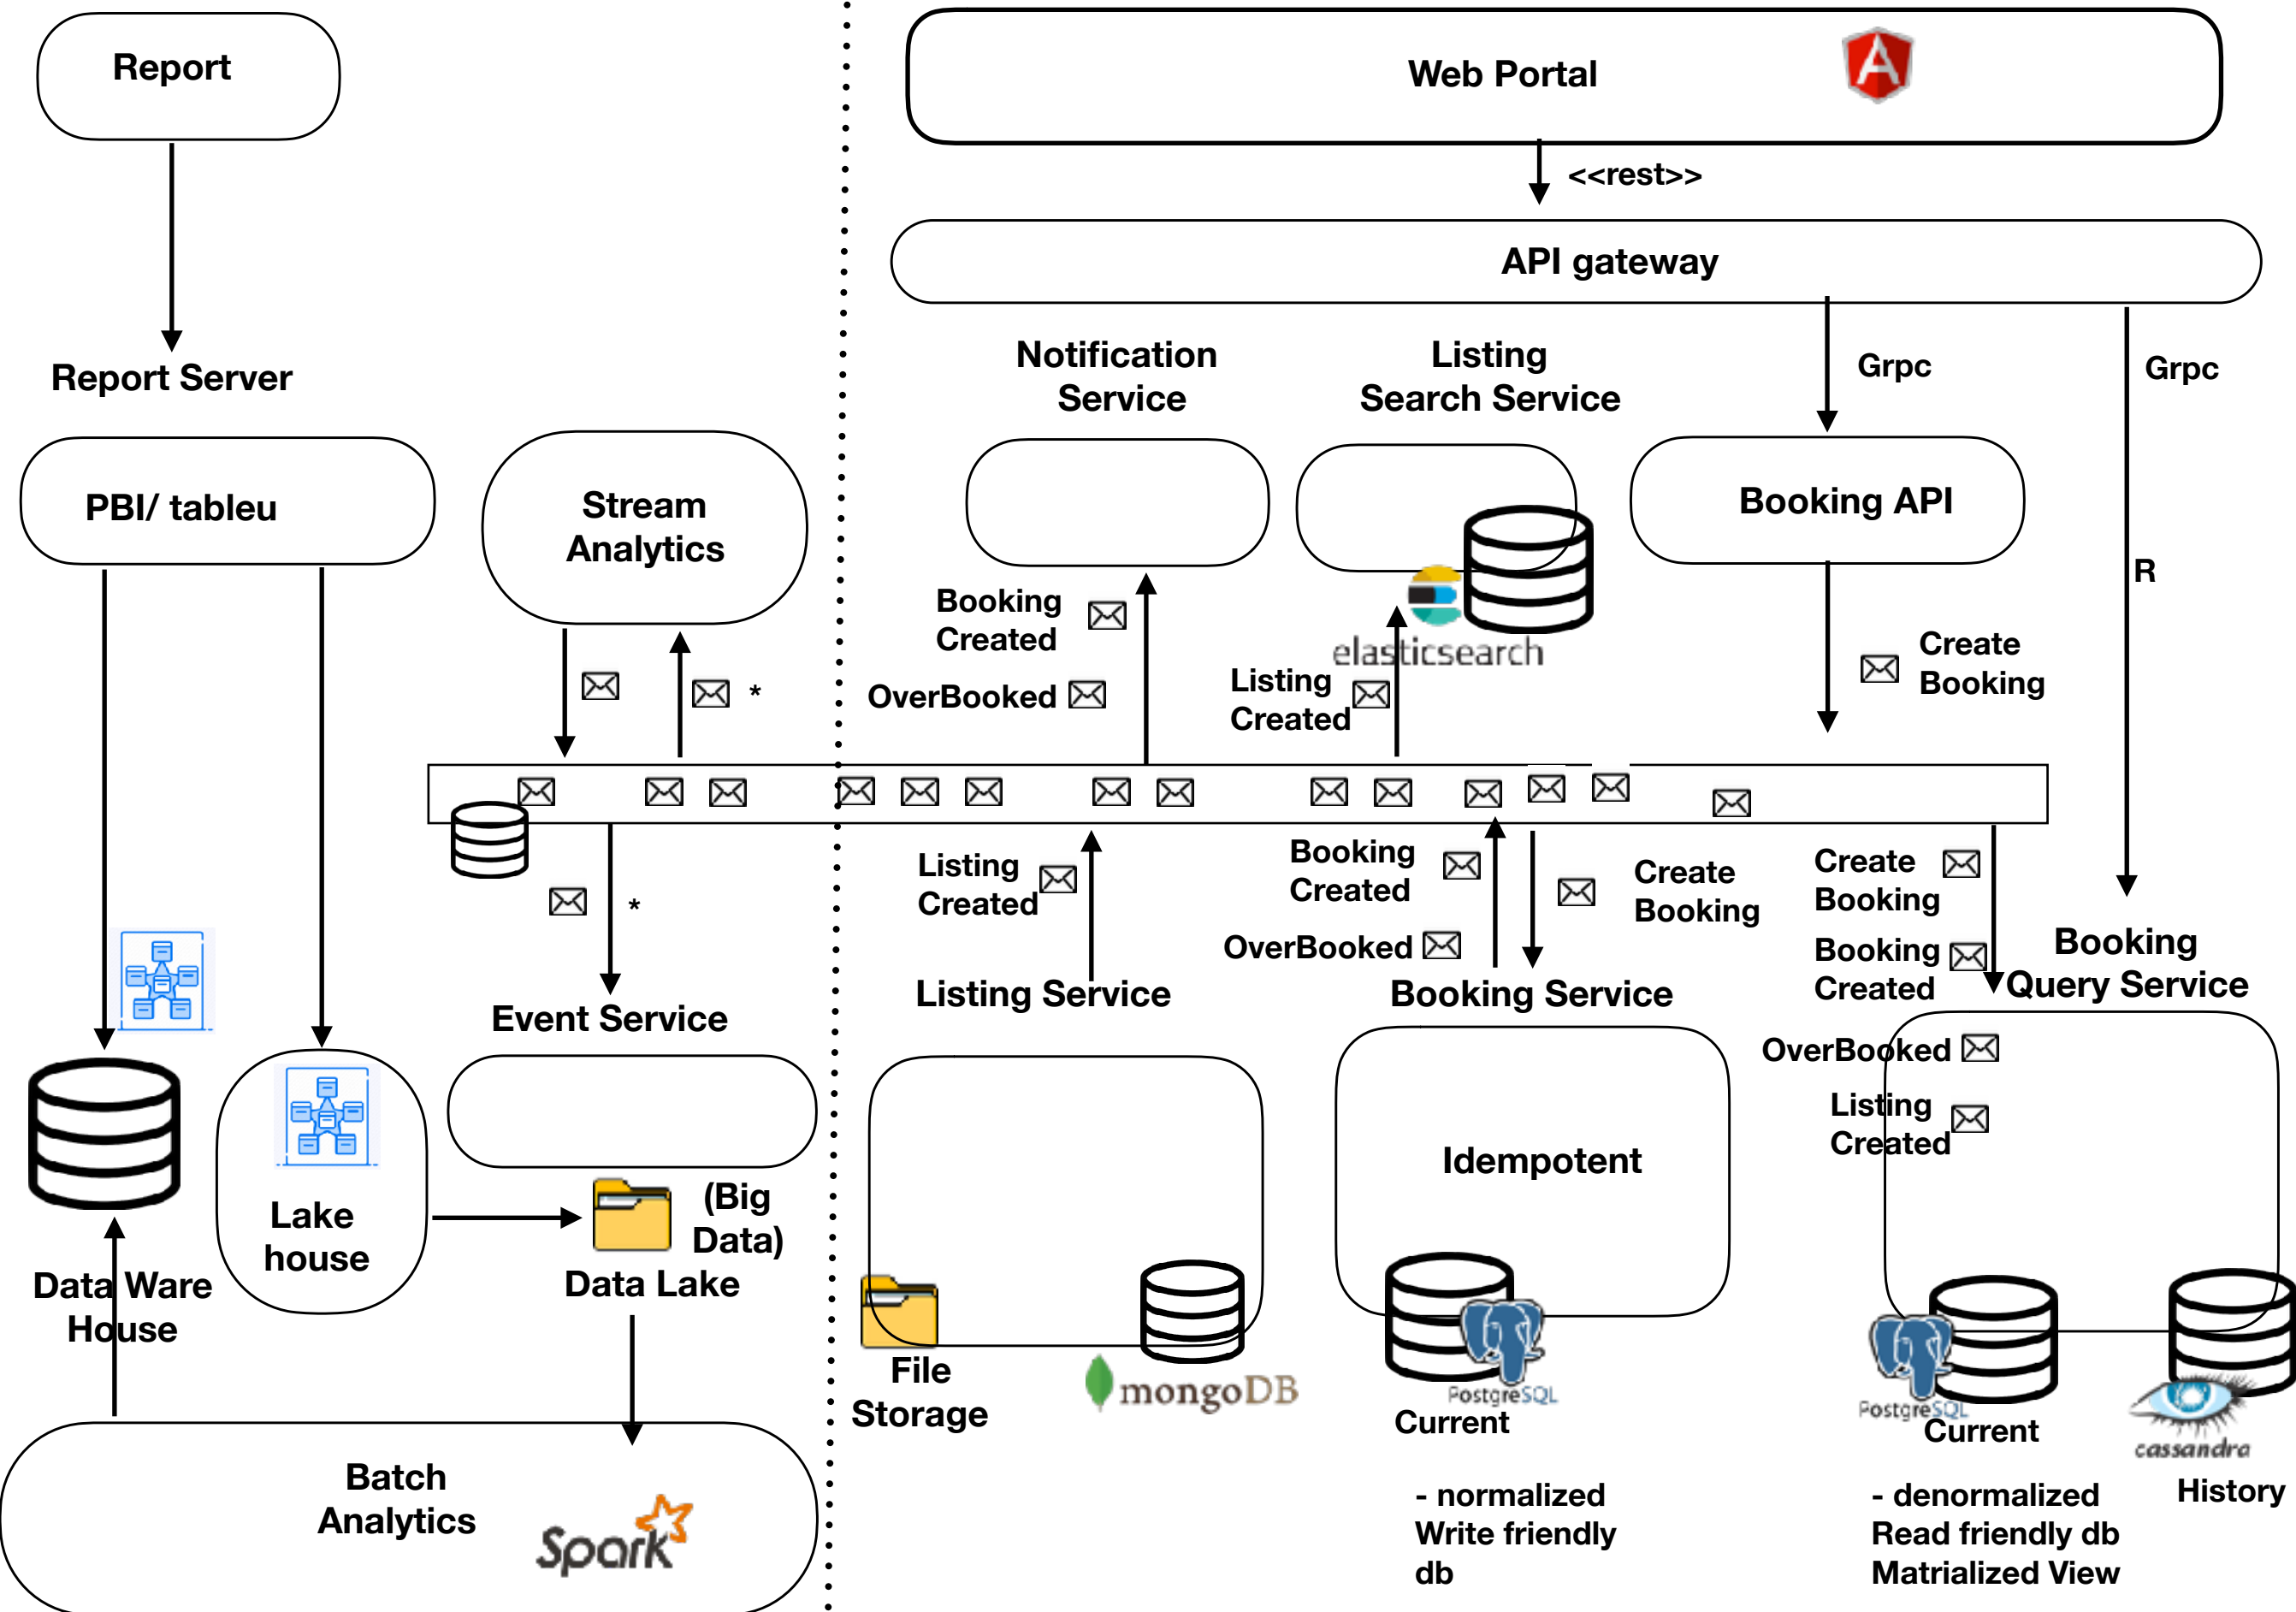 Report
Web Portal
<<rest>>
API gateway
Report Server
Notification
Service
Listing
Search Service
Grpc
Grpc
PBI/ tableu
Stream
Analytics
Booking API
R
elasticsearch
Booking
Created
OverBooked
Listing
Created
Create
Booking
*
*
Listing
Created
Booking
Created
OverBooked
Create
Booking
Create
Booking
Booking
Created
OverBooked
Listing
Created
Event Service
Listing Service
Booking Service
Booking
Query Service
Idempotent
Lake
house
(Big
Data)
Data Lake
Data Ware
House
File
Storage
mongoDB
PostgreSQL
Current
PostgreSQL
Current
cassandra
History
Batch
Analytics
Spark
- normalized
Write friendly
db
- denormalized
Read friendly db
Matrialized View